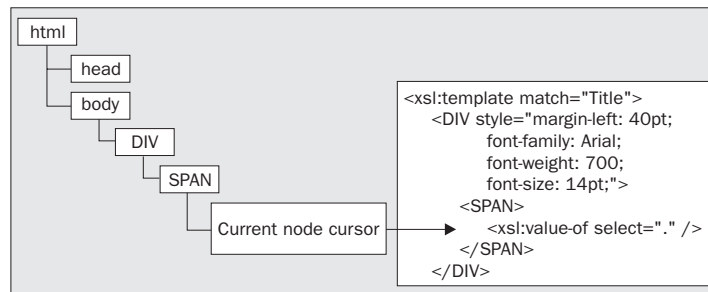 html
head
body
DIV
SPAN
Current node cursor
<xsl:template match="Title">
<DIV style="margin-left: 40pt;
font-family: Arial;
font-weight: 700;
font-size: 14pt;">
<SPAN>
<xsl:value-of select="." />
</SPAN>
</DIV>